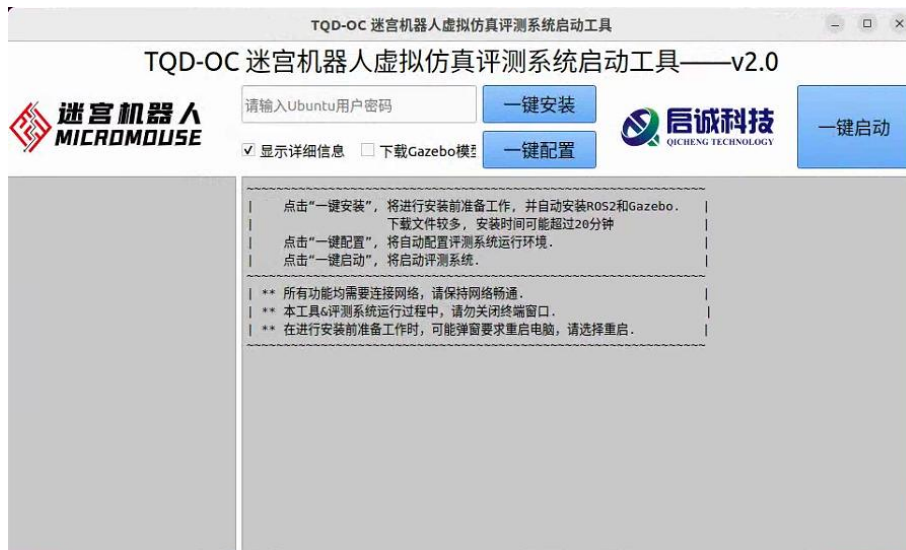 TQD-OC 迷宫机器人虚拟仿真评测系统启动工具
TQD-OC 迷宫机器人虚拟仿真评测系统启动工具——v2.0
迷宫机器人
MICROMOUSE
请输入Ubuntu用户密码
一键安装
显示详细信息
下载Gazebo模
一键配置
启诚科技
QICHENG TECHNOLOGY
一键启动
点击“一键安装”, 将进行安装前准备工作, 并自动安装ROS2和Gazebo.
下载文件较多, 安装时间可能超过20分钟
点击“一键配置”, 将自动配置评测系统运行环境.
点击“一键启动”, 将启动评测系统.
** 所有功能均需要连接网络, 请保持网络畅通.
** 本工具&评测系统运行过程中, 请勿关闭终端窗口.
** 在进行安装前准备工作时, 可能弹窗要求重启电脑, 请选择重启.